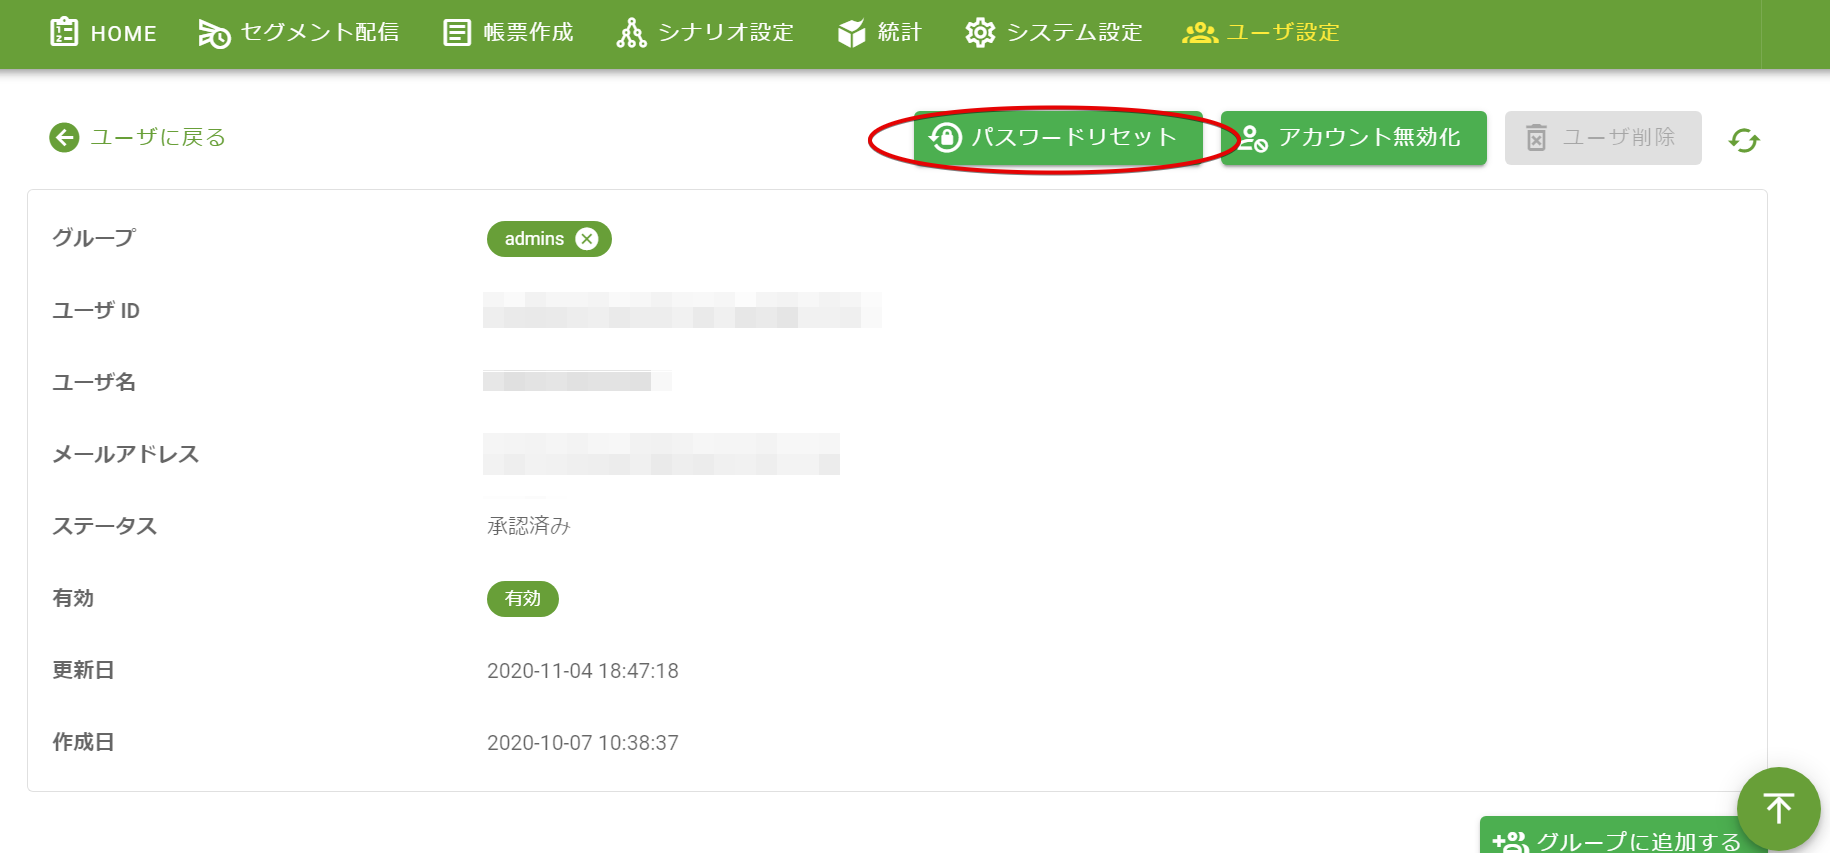 HOME セグメント配信 帳票作成 シナリオ設定 統計 システム設定 ユーザ設定
ユーザに戻る パスワードリセット アカウント無効化 ユーザ削除
グループ admins
ユーザ ID
ユーザ名
メールアドレス
ステータス 承認済み
有効 有効
更新日 2020-11-04 18:47:18
作成日 2020-10-07 10:38:37
グループに追加する